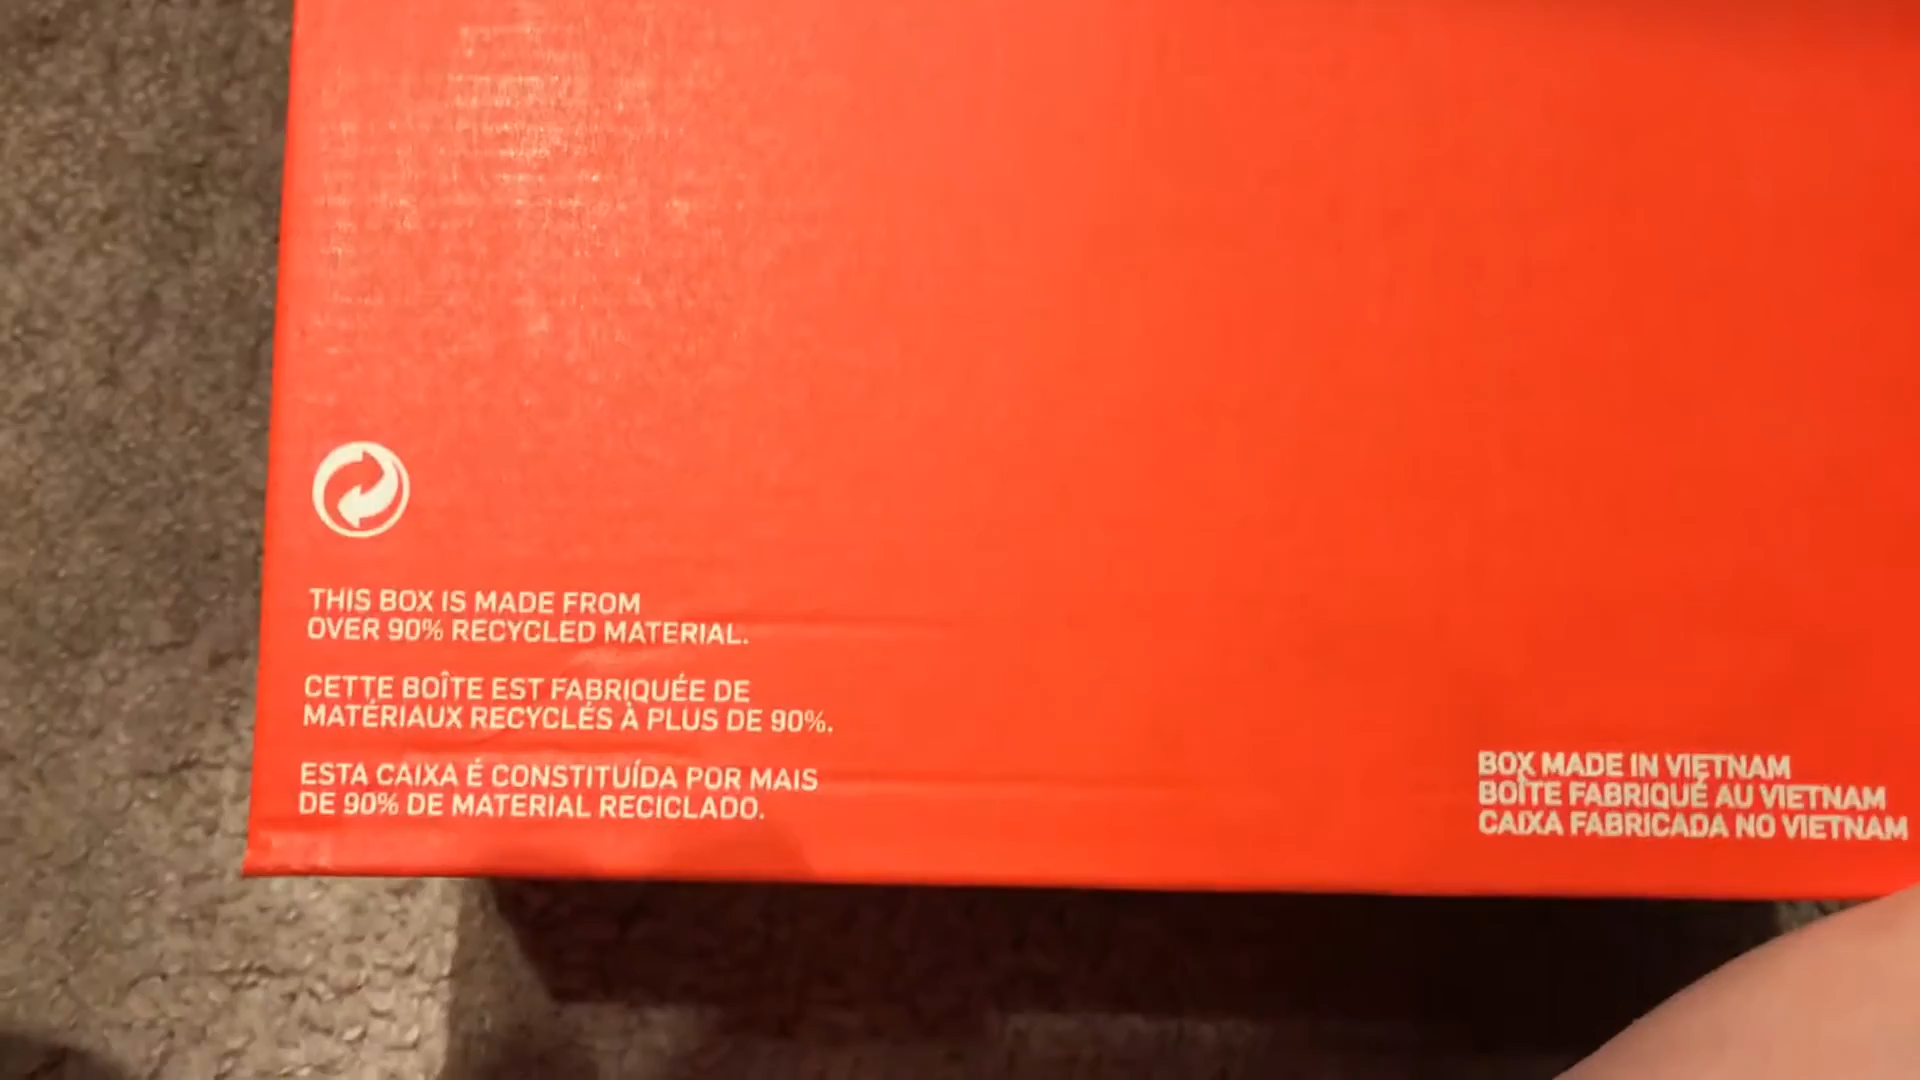 THIS BOX IS MADE FROM
OVER 90% RECYCLED MATERIAL.
CETTE BOÎTE EST FABRIQUÉE DE
MATÉRIAUX RECYCLÉS À PLUS DE 90%.
ESTA CAIXA É CONSTITUÍDA POR MAIS
DE 90% DE MATERIAL RECICLADO.
BOX MADE IN VIETNAM
BOÎTE FABRIQUÉ AU VIETNAM
CAIXA FABRICADA NO VIETNAM